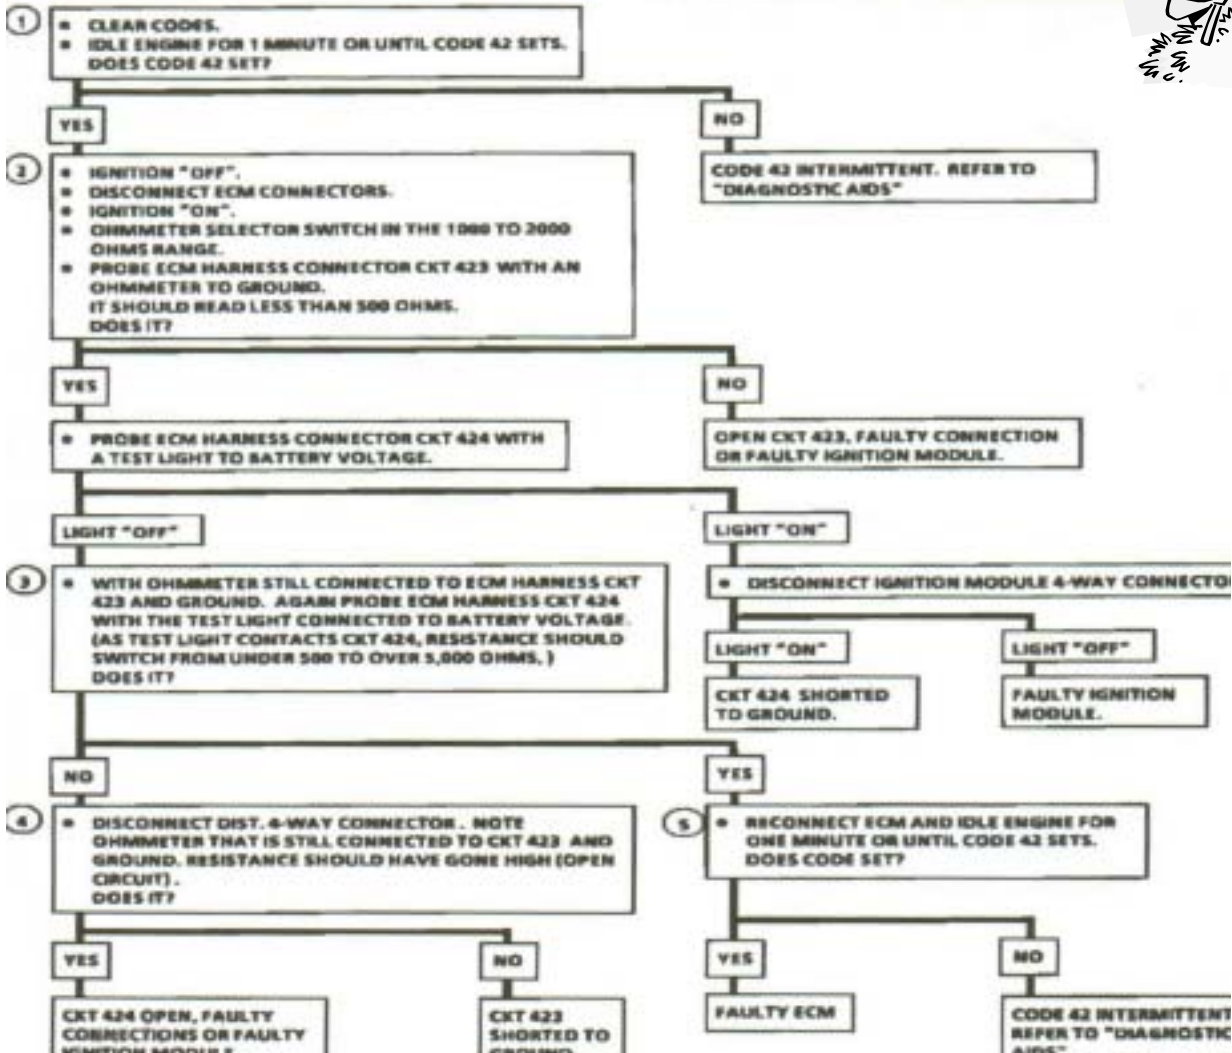 1
• CLEAR CODES.
• IDLE ENGINE FOR 1 MINUTE OR UNTIL CODE 42 SETS.
DOES CODE 42 SET?
YES
NO
2
• IGNITION "OFF".
• DISCONNECT ECM CONNECTORS.
• IGNITION "ON".
• OHMMETER SELECTOR SWITCH IN THE 1000 TO 2000
OHMS RANGE.
• PROBE ECM HARNESS CONNECTOR CKT 423 WITH AN
OHMMETER TO GROUND.
IT SHOULD READ LESS THAN 500 OHMS.
DOES IT?
CODE 42 INTERMITTENT. REFER TO
"DIAGNOSTIC AIDS"
YES
NO
• PROBE ECM HARNESS CONNECTOR CKT 424 WITH
A TEST LIGHT TO BATTERY VOLTAGE.
OPEN CKT 423, FAULTY CONNECTION
OR FAULTY IGNITION MODULE.
LIGHT "OFF"
LIGHT "ON"
3
• WITH OHMMETER STILL CONNECTED TO ECM HARNESS CKT
423 AND GROUND. AGAIN PROBE ECM HARNESS CKT 424
WITH THE TEST LIGHT CONNECTED TO BATTERY VOLTAGE.
(AS TEST LIGHT CONTACTS CKT 424, RESISTANCE SHOULD
SWITCH FROM UNDER 500 TO OVER 5,000 OHMS.)
DOES IT?
• DISCONNECT IGNITION MODULE 4-WAY CONNECTOR
LIGHT "ON"
LIGHT "OFF"
CKT 424 SHORTED
TO GROUND.
FAULTY IGNITION
MODULE.
NO
YES
4
• DISCONNECT DIST. 4-WAY CONNECTOR. NOTE
OHMMETER THAT IS STILL CONNECTED TO CKT 423 AND
GROUND. RESISTANCE SHOULD HAVE GONE HIGH (OPEN
CIRCUIT).
DOES IT?
5
• RECONNECT ECM AND IDLE ENGINE FOR
ONE MINUTE OR UNTIL CODE 42 SETS.
DOES CODE SET?
YES
NO
YES
NO
CKT 424 OPEN, FAULTY
CONNECTIONS OR FAULTY
IGNITION MODULE
CKT 423
SHORTED TO
GROUND
FAULTY ECM
CODE 42 INTERMITTENT
REFER TO "DIAGNOSTIC
AIDS"